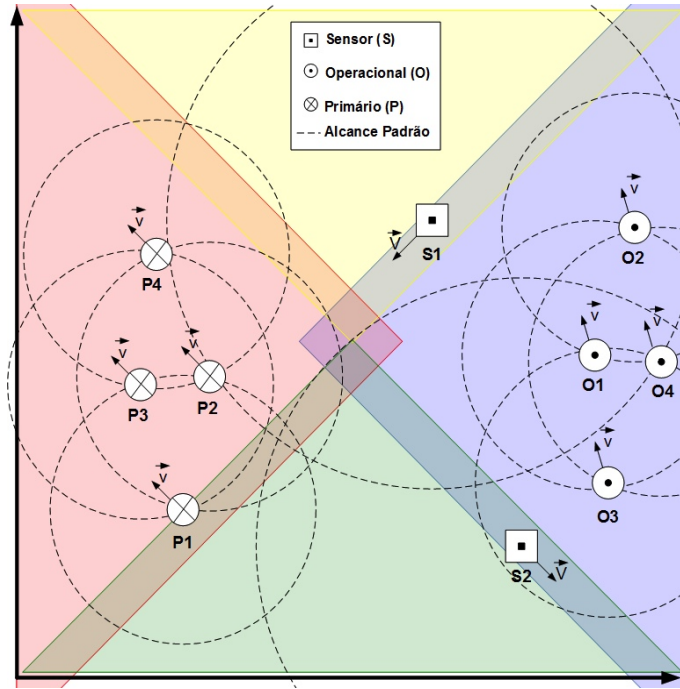 Sensor (S)
Operacional (O)
Primário (P)
Alcance Padrão
V
S1
v
O2
v
P4
v
O1
v
O4
v
P3
v
P2
v
O3
v
P1
S2
V